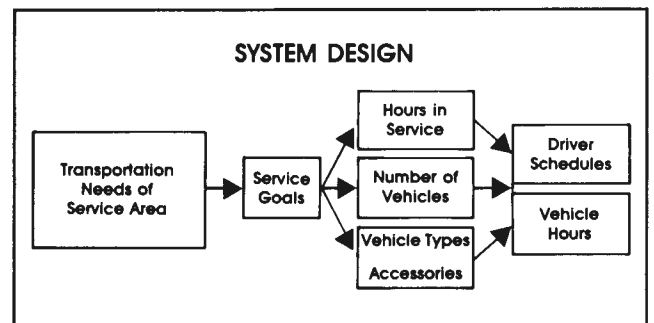 SYSTEM DESIGN
Transportation
Needs of
Service Area
Service
Goals
Hours in
Service
Number of
Vehicles
Vehicle Types
Accessories
Driver
Schedules
Vehicle
Hours